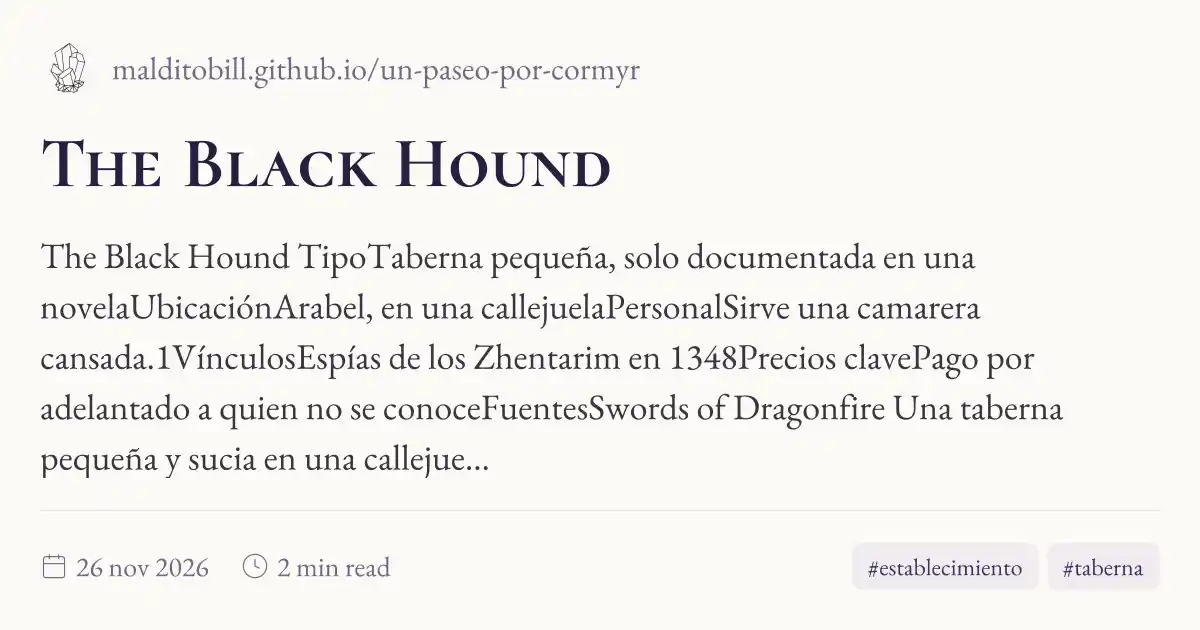 malditobill.github.io/un-paseo-por-cormyr
The Black Hound
The Black Hound TipoTaberna pequeña, solo documentada en una
novelaUbicaciónArabel, en una callejuelaPersonalSirve una camarera
cansada.1VínculosEspías de los Zhentarim en 1348Precios clavePago por
adelantado a quien no se conoceFuentesSwords of Dragonfire Una taberna
pequeña y sucia en una callejue...
26 nov 2026 2 min read #establecimiento #taberna